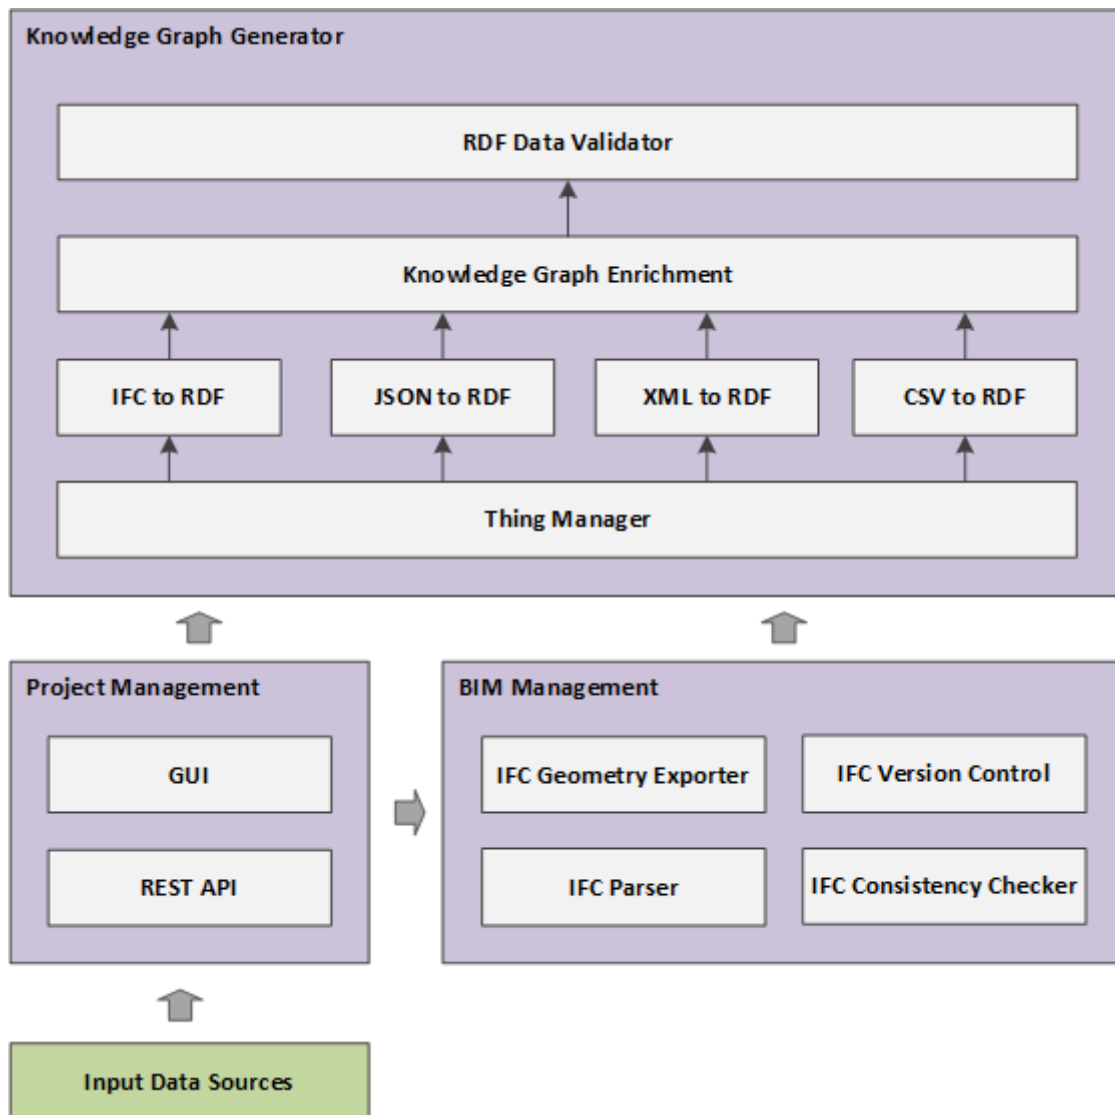 Knowledge Graph Generator
RDF Data Validator
Knowledge Graph Enrichment
IFC to RDF
JSON to RDF
XML to RDF
CSV to RDF
Thing Manager
Project Management
GUI
REST API
BIM Management
IFC Geometry Exporter
IFC Version Control
IFC Parser
IFC Consistency Checker
Input Data Sources